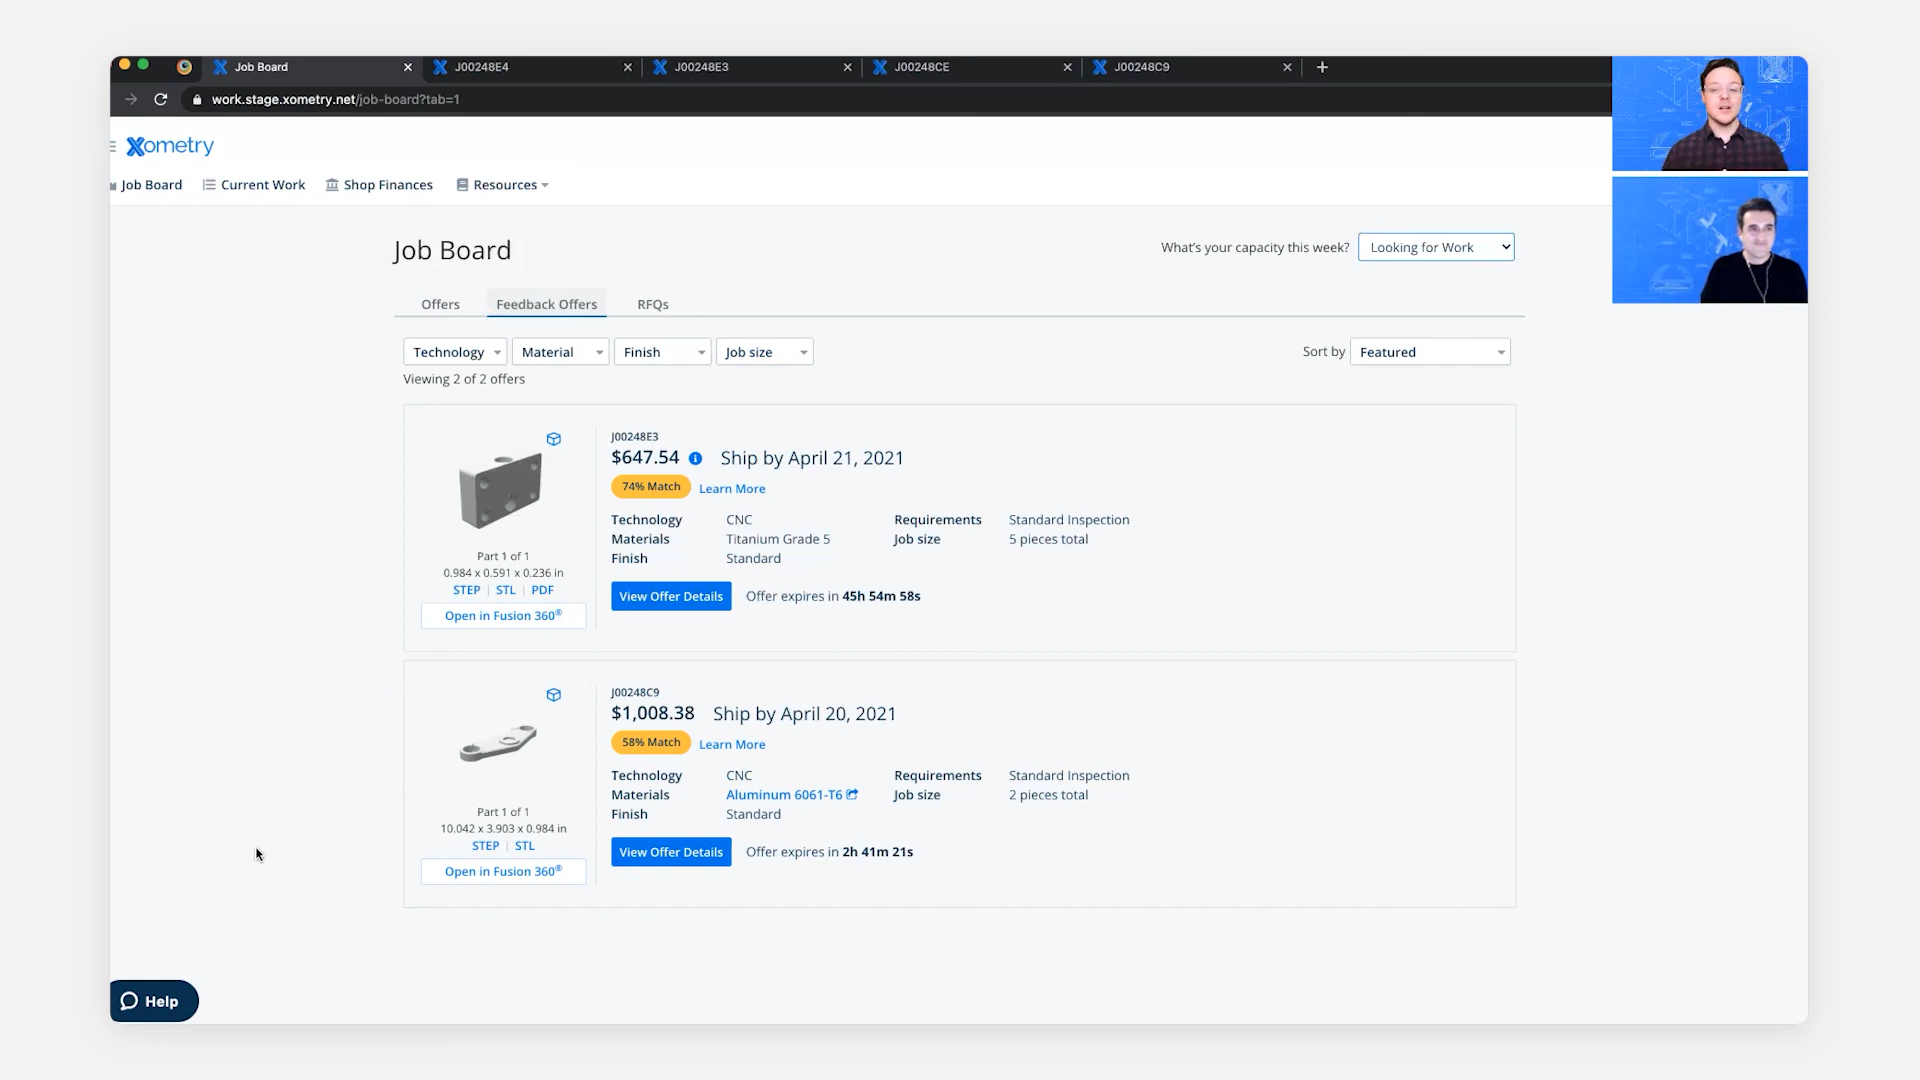 Job Board
J00248E4
J00248E3
J00248CE
J00248C9
work.stage.xometry.net/job-board?tab=1
Xometry
Job Board
Current Work
Shop Finances
Resources
Job Board
What's your capacity this week?
Looking for Work
Offers
Feedback Offers
RFQs
Technology
Material
Finish
Job size
Sort by
Featured
Viewing 2 of 2 offers
J00248E3
$647.54
Ship by April 21, 2021
74% Match
Learn More
Technology CNC
Requirements Standard Inspection
Materials Titanium Grade 5
Job size 5 pieces total
Finish Standard
Part 1 of 1
0.984 x 0.591 x 0.236 in
STEP | STL | PDF
Open in Fusion 360®
View Offer Details
Offer expires in 45h 54m 58s
J00248C9
$1,008.38
Ship by April 20, 2021
58% Match
Learn More
Technology CNC
Requirements Standard Inspection
Materials Aluminum 6061-T6
Job size 2 pieces total
Finish Standard
Part 1 of 1
10.042 x 3.903 x 0.984 in
STEP | STL
Open in Fusion 360®
View Offer Details
Offer expires in 2h 41m 21s
Help